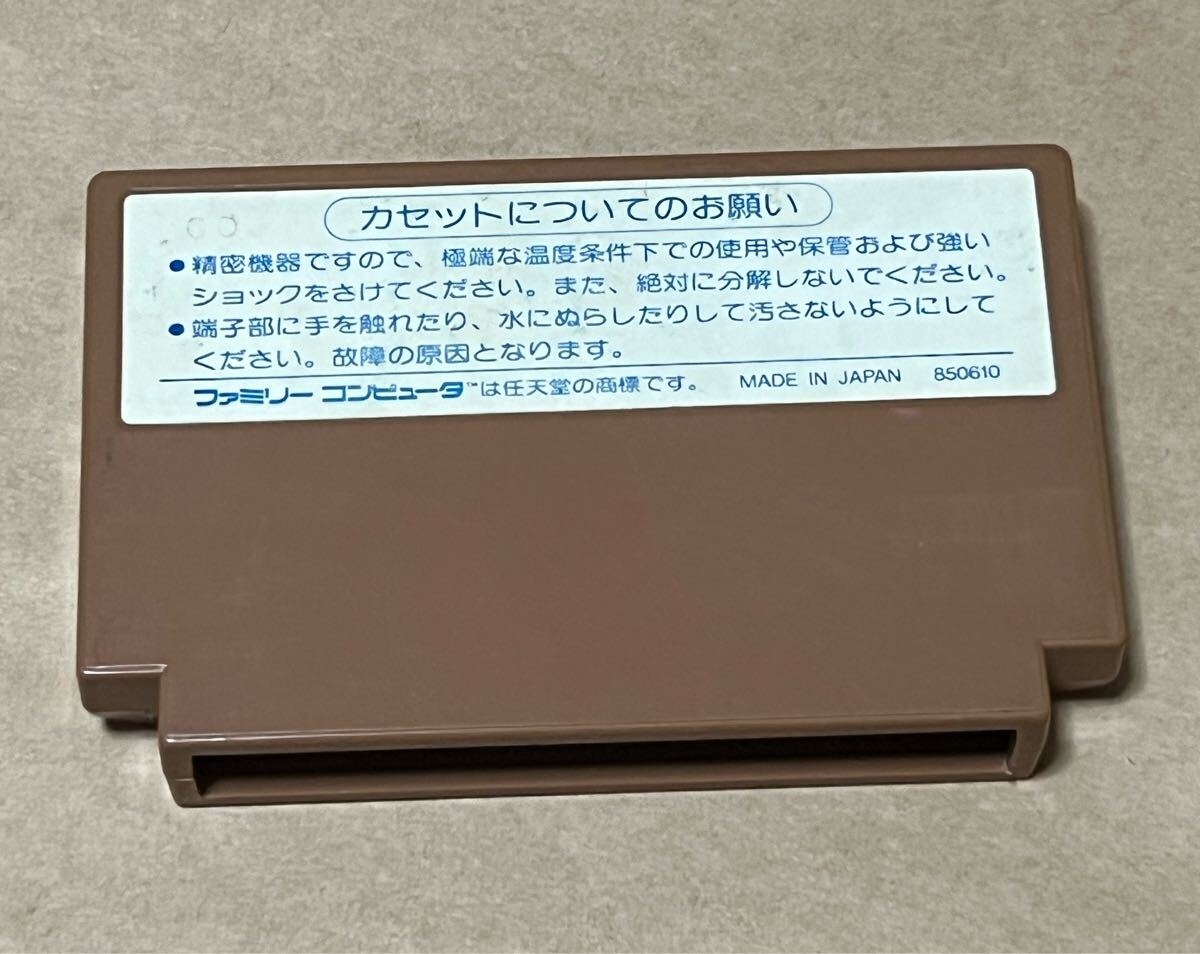 カセットについてのお願い
●精密機器ですので、極端な温度条件下での使用や保管および強い
ショックをさけてください。また、絶対に分解しないでください。
●端子部に手を触れたり、水にぬらしたりして汚さないようにして
ください。故障の原因となります。
ファミリー コンピュータ™は任天堂の商標です。 MADE IN JAPAN 850610